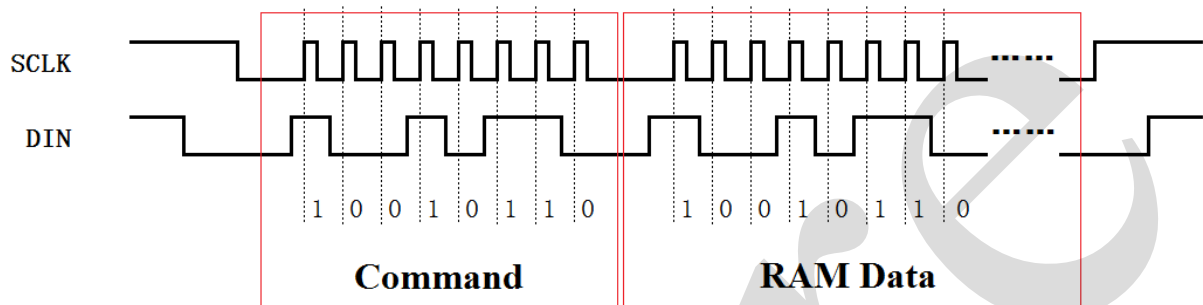 SCLK
……
DIN
……
1 0 0 1 0 1 1 0
1 0 0 1 0 1 1 0
Command
RAM Data